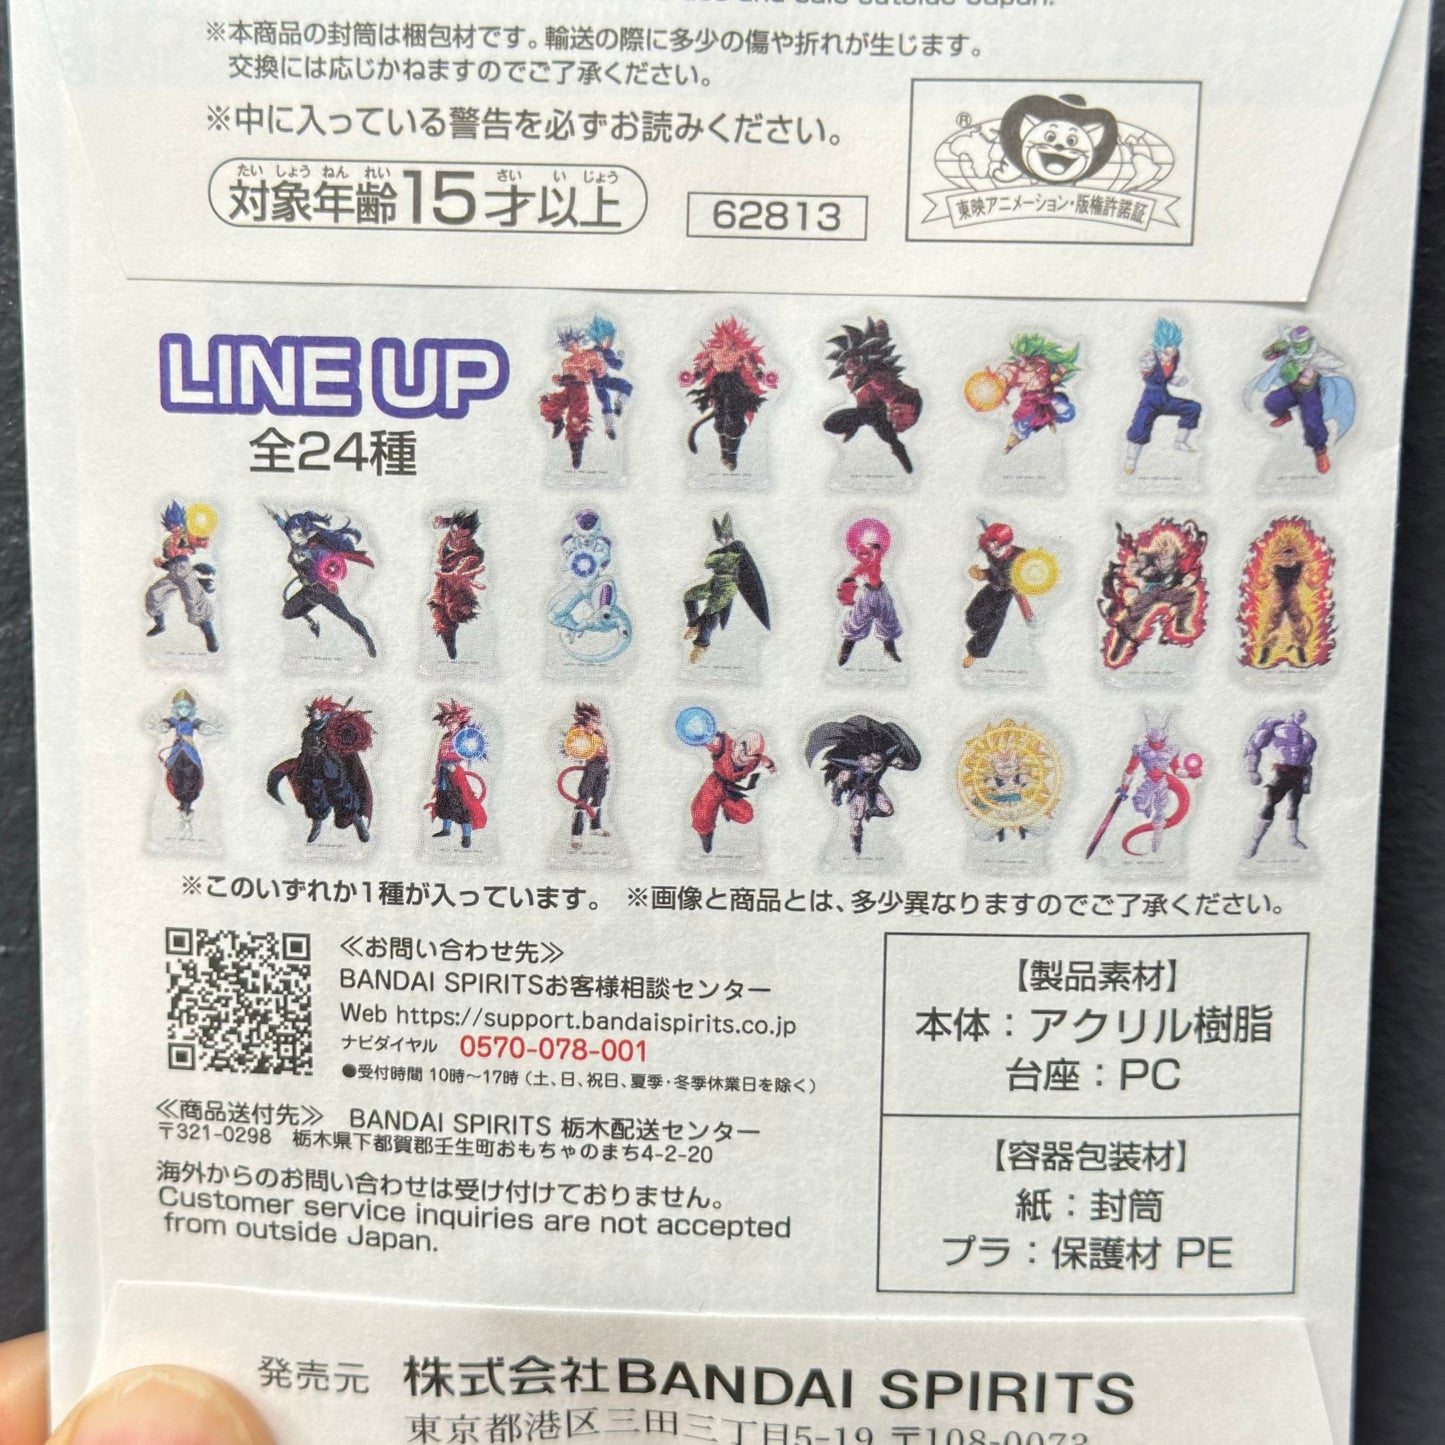 outside Japan.
※本商品の封筒は梱包材です。輸送の際に多少の傷や折れが生じます。
交換には応じかねますのでご了承ください。
※中に入っている警告を必ずお読みください。
たいしょうねんれい さい いじょう
対象年齢15才以上
62813
®
東映アニメーション・版権許諾証
LINE UP
全24種
※このいずれか1種が入っています。 ※画像と商品とは、多少異なりますのでご了承ください。
≪お問い合わせ先≫
BANDAI SPIRITSお客様相談センター
Web https://support.bandaispirits.co.jp
ナビダイヤル 0570-078-001
●受付時間 10時～17時（土、日、祝日、夏季・冬季休業日を除く）
≪商品送付先≫ BANDAI SPIRITS 栃木配送センター
〒321-0298 栃木県下都賀郡壬生町おもちゃのまち4-2-20
海外からのお問い合わせは受け付けておりません。
Customer service inquiries are not accepted
from outside Japan.
【製品素材】
本体：アクリル樹脂
台座：PC
【容器包装材】
紙：封筒
プラ：保護材 PE
発売元 株式会社BANDAI SPIRITS
東京都港区三田三丁目5-19 〒108-0073